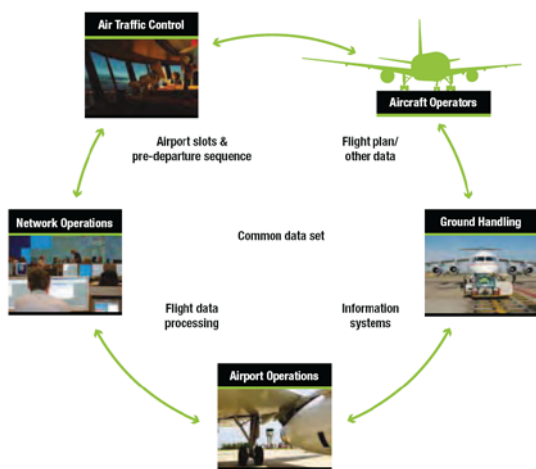 Air Traffic Control
Aircraft Operators
Airport slots &
pre-departure sequence
Flight plan/
other data
Network Operations
Ground Handling
Common data set
Flight data
processing
Information
systems
Airport Operations